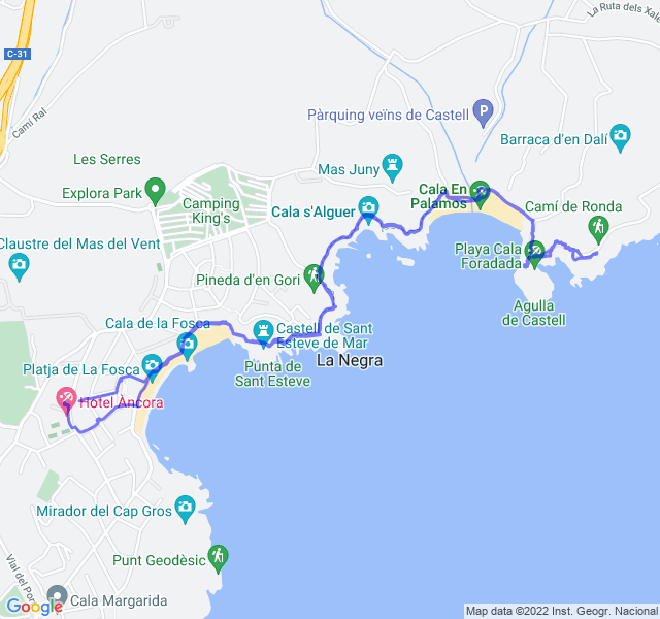 La Ruta dels Xale
C-31
Camí Ral
Pàrquing veïns de Castell
P
Barraca d'en Dalí
Les Serres
Mas Juny
Explora Park
Camping
King's
Cala s'Alguer
Cala En
Palamós
Camí de Ronda
Claustre del Mas del Vent
Playa Cala
Foradada
Pineda d'en Gori
Agulla
de Castell
Cala de la Fosca
Castell de Sant
Esteve de Mar
La Negra
Platja de La Fosca
Punta de
Sant Esteve
Hotel Àncora
Mirador del Cap Gros
Punt Geodèsic
Vial del Por
Cala Margarida
Google
Map data ©2022 Inst. Geogr. Nacional